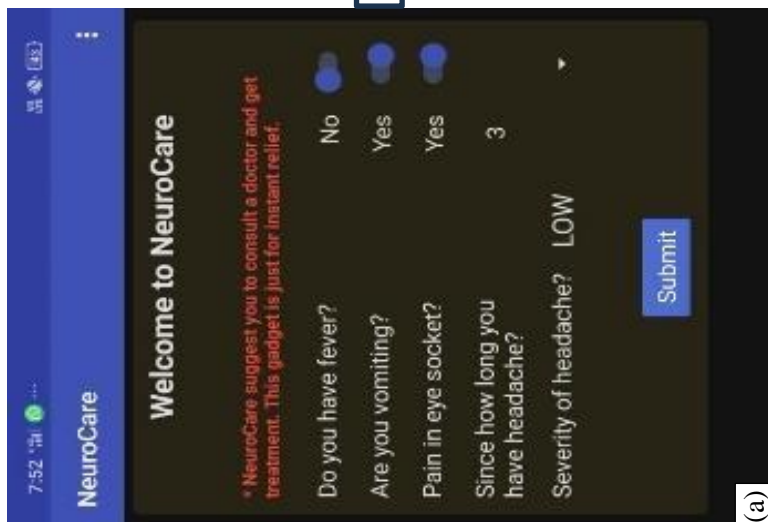 7:52
NeuroCare
Welcome to NeuroCare
* NeuroCare suggest you to consult a doctor and get
treatment. This gadget is just for instant relief.
Do you have fever? No
Are you vomiting? Yes
Pain in eye socket? Yes
Since how long you
have headache? 3
Severity of headache? LOW
Submit
(a)